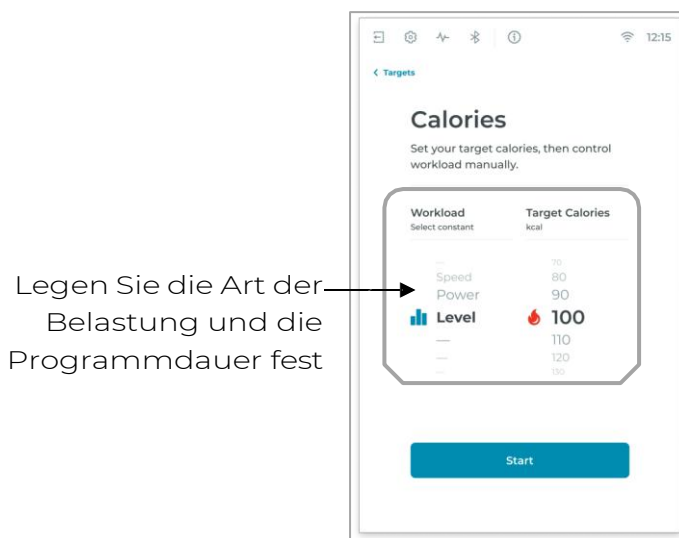 12:15
Targets
Calories
Set your target calories, then control
workload manually.
Workload Target Calories
Select constant kcal
70
Speed 80
Power 90
Level 100
110
120
130
Start
Legen Sie die Art der
Belastung und die
Programmdauer fest